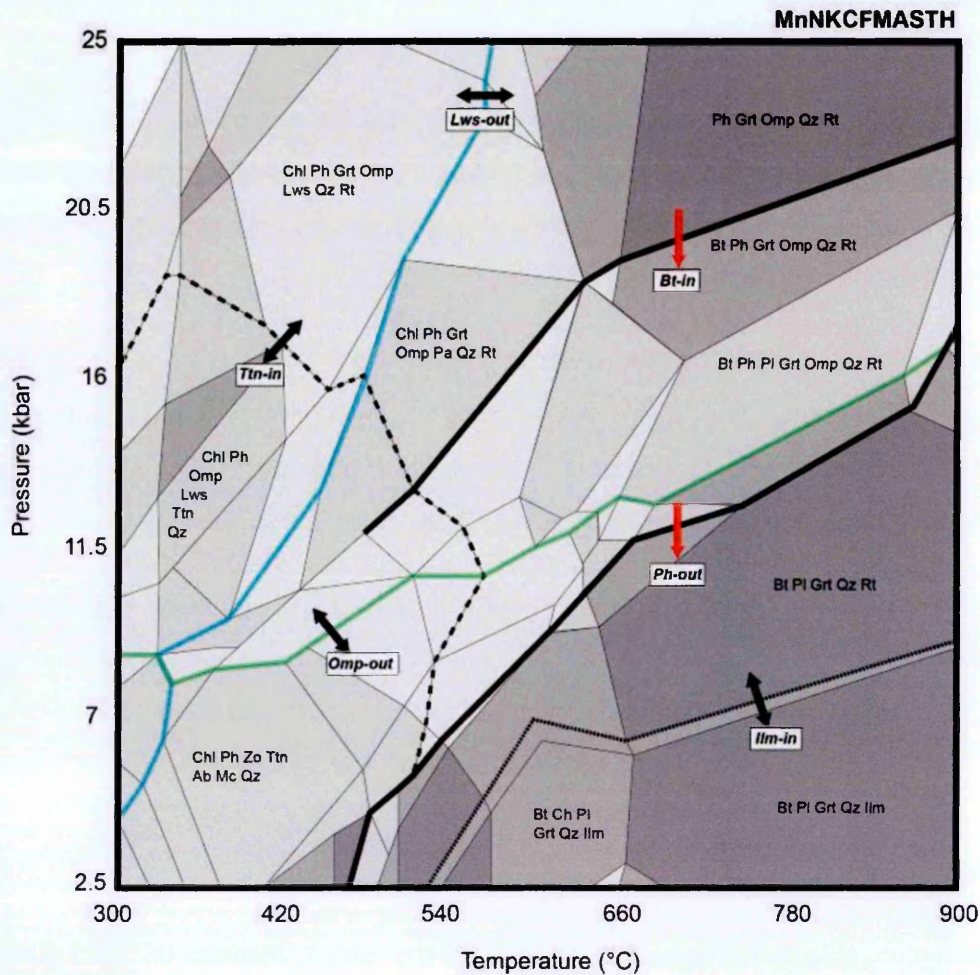 MnNKCFMASTH
25
20.5
16
11.5
7
2.5
Pressure (kbar)
300
420
540
660
780
900
Temperature (°C)
Lws-out
Ph Grt Omp Qz Rt
Chl Ph Grt Omp
Lws Qz Rt
Bt Ph Grt Omp Qz Rt
Bt-in
Chl Ph Grt
Omp Pa Qz Rt
Ttn-in
Bt Ph Pl Grt Omp Qz Rt
Chl Ph
Omp
Lws
Ttn
Qz
Ph-out
Bt Pl Grt Qz Rt
Omp-out
Ilm-in
Chl Ph Zo Ttn
Ab Mc Qz
Bt Ch Pl
Grt Qz Ilm
Bt Pl Grt Qz Ilm